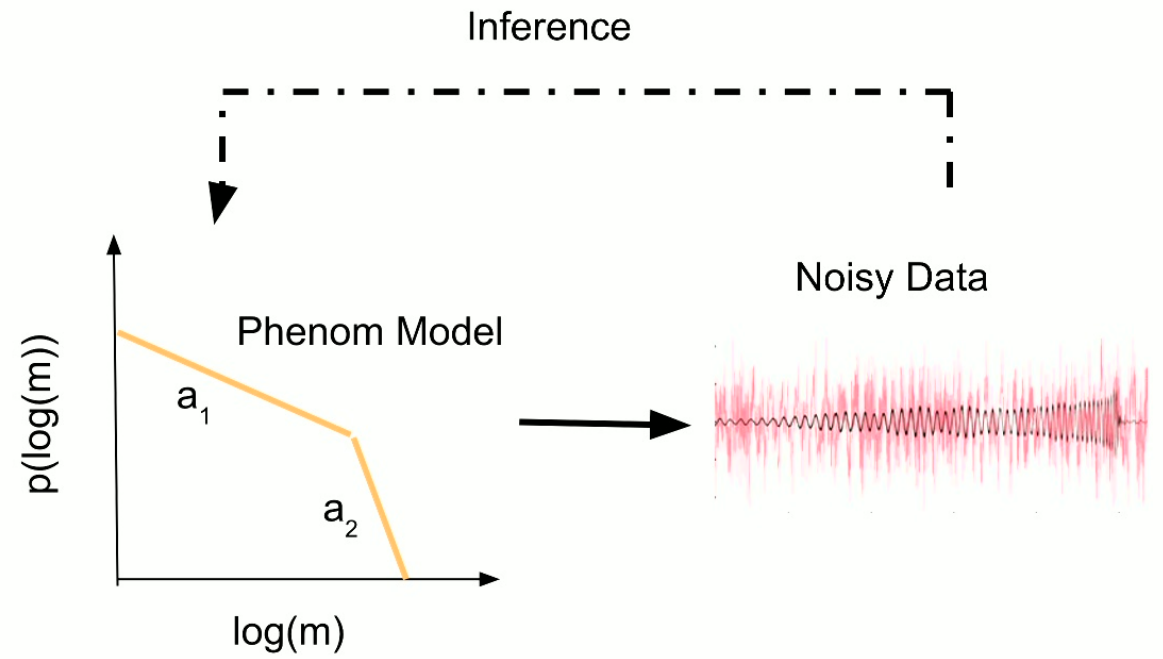 Inference
Noisy Data
Phenom Model
p(log(m))
a1
a2
log(m)